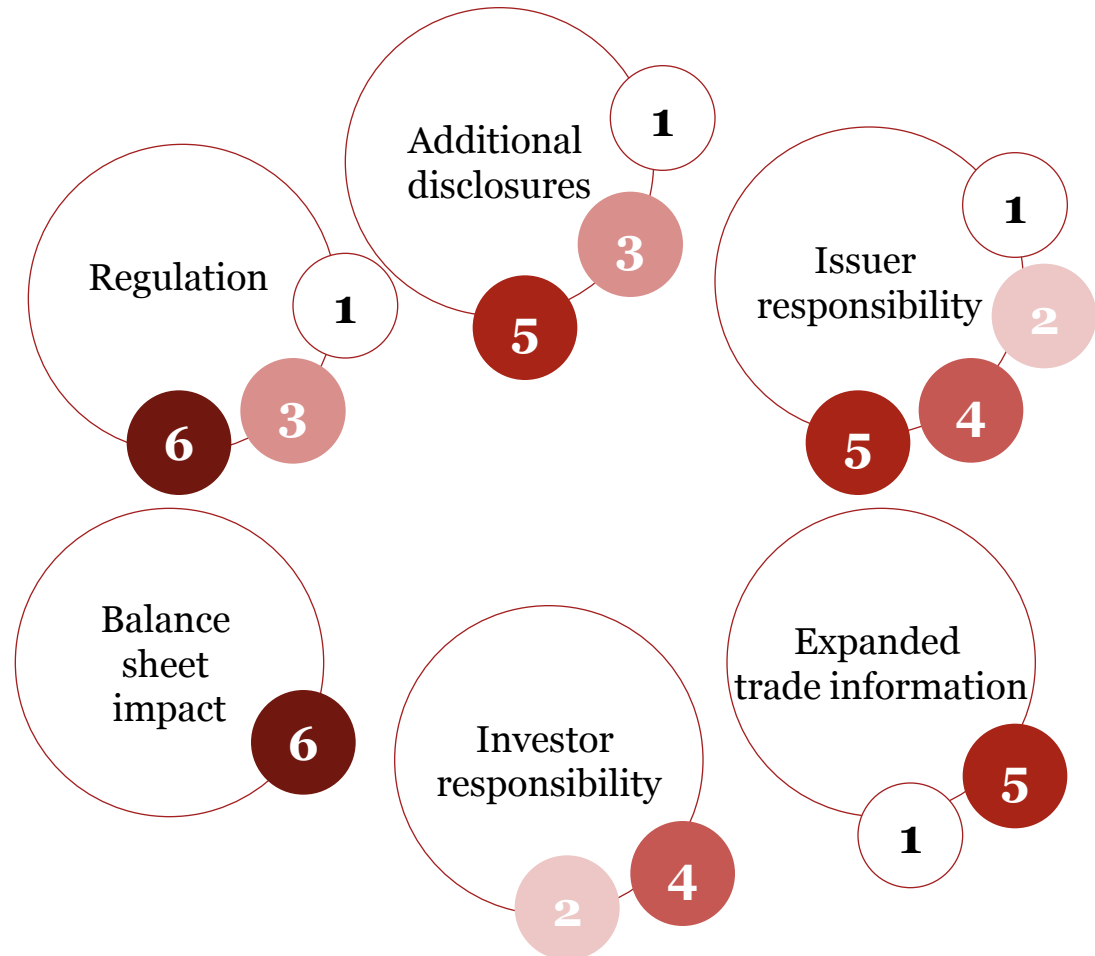 Additional
disclosures
1
3
5
Regulation
1
3
6
Issuer
responsibility
1
2
4
5
Balance
sheet
impact
6
Investor
responsibility
4
2
Expanded
trade information
5
1